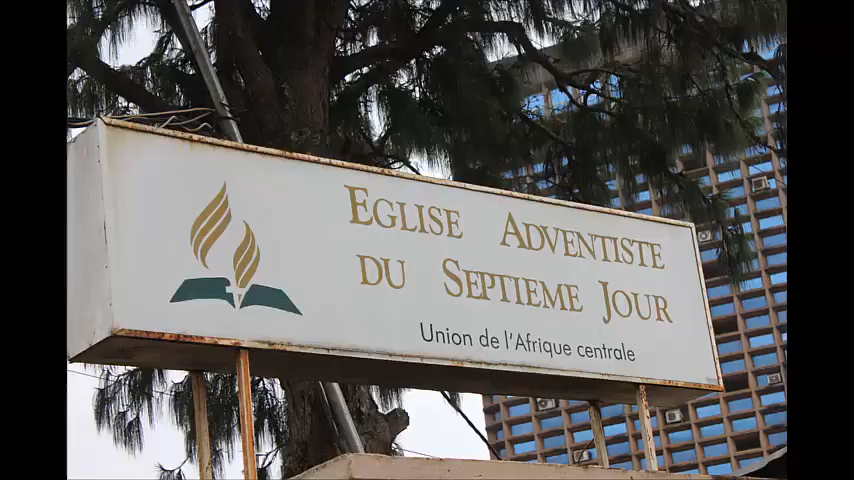 EGLISE ADVENTISTE
DU SEPTIEME JOUR
Union de l'Afrique centrale